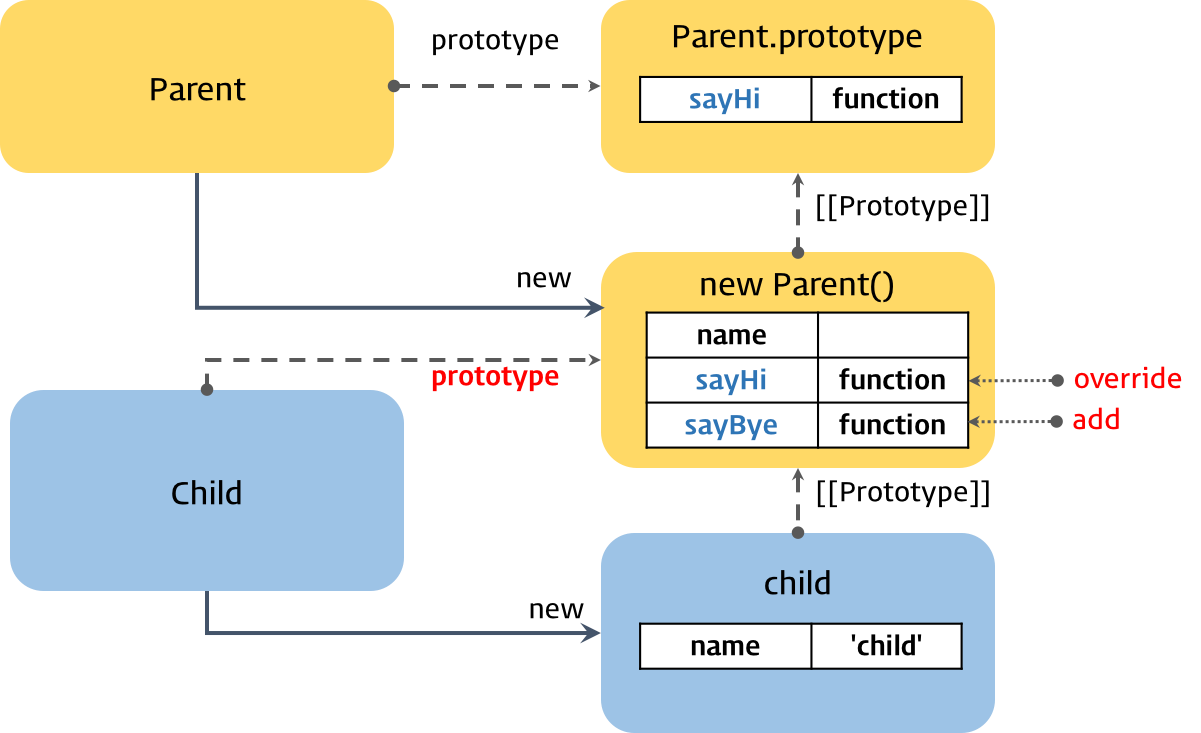 Parent
prototype
Parent.prototype
sayHi function
[[Prototype]]
new
new Parent()
name
sayHi function
sayBye function
override
add
prototype
Child
[[Prototype]]
new
child
name 'child'